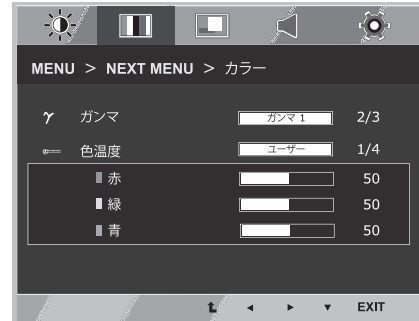 MENU > NEXT MENU > カラー
γ ガンマ ガンマ 1 2/3
色温度 ユーザー 1/4
赤 50
緑 50
青 50
EXIT